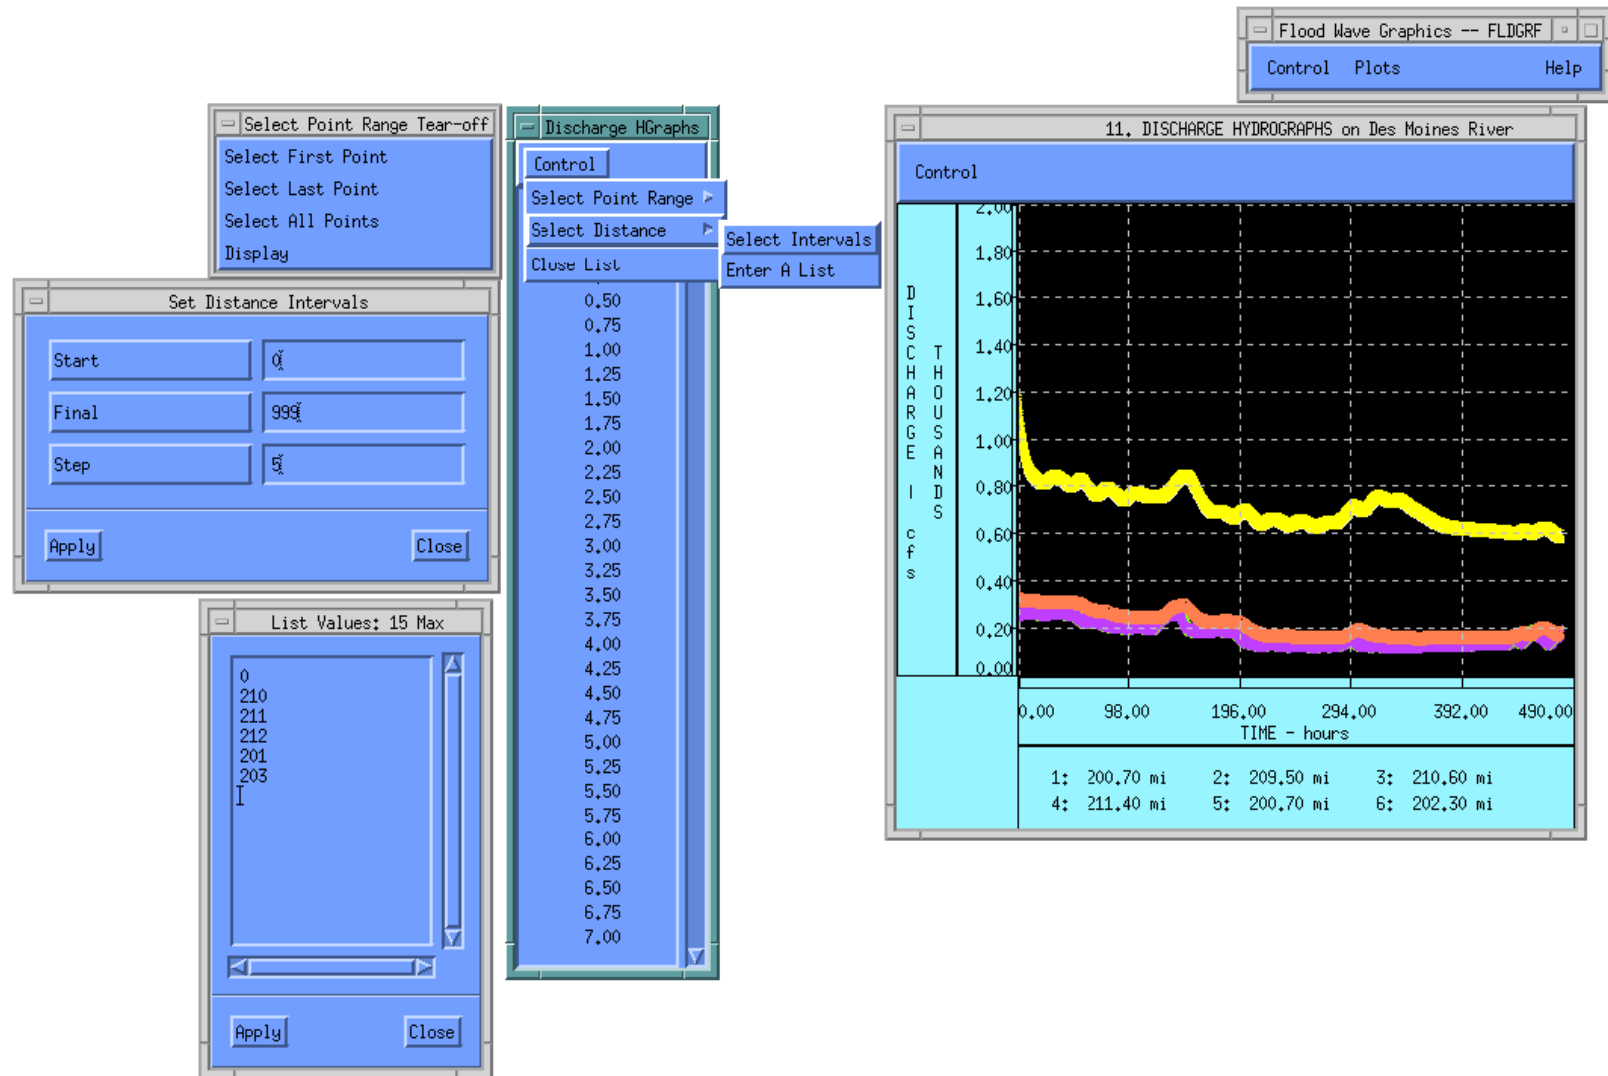 Flood Wave Graphics -- FLDGRF
Control Plots Help
Select Point Range Tear-off
Select First Point
Select Last Point
Select All Points
Display
Set Distance Intervals
Start 0
Final 999
Step 5
Apply Close
List Values: 15 Max
0
210
211
212
201
203
Apply Close
Discharge HGraphs
Control
Select Point Range
Select Distance
Close List
Select Intervals
Enter A List
0.50
0.75
1.00
1.25
1.50
1.75
2.00
2.25
2.50
2.75
3.00
3.25
3.50
3.75
4.00
4.25
4.50
4.75
5.00
5.25
5.50
5.75
6.00
6.25
6.50
6.75
7.00
11. DISCHARGE HYDROGRAPHS on Des Moines River
Control
DISCHARGE | cfs
THOUSANDS
2.00
1.80
1.60
1.40
1.20
1.00
0.80
0.60
0.40
0.20
0.00
0.00 98.00 196.00 294.00 392.00 490.00
TIME - hours
1: 200.70 mi 2: 209.50 mi 3: 210.60 mi
4: 211.40 mi 5: 200.70 mi 6: 202.30 mi